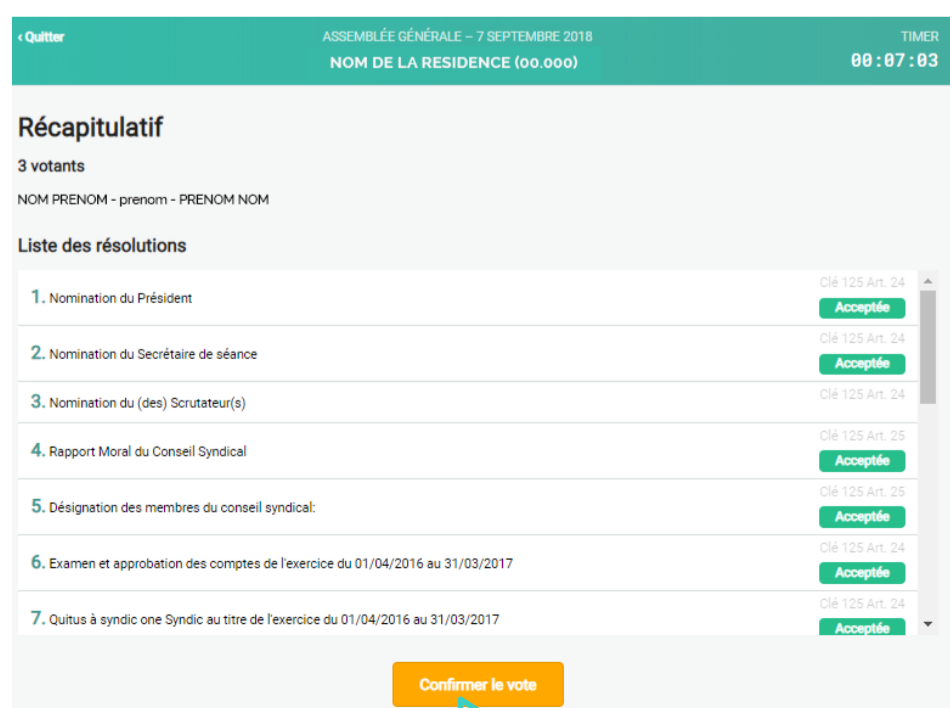 ‹ Quitter
ASSEMBLÉE GÉNÉRALE – 7 SEPTEMBRE 2018
TIMER
NOM DE LA RESIDENCE (00.000)
00:07:03
Récapitulatif
3 votants
NOM PRENOM - prenom - PRENOM NOM
Liste des résolutions
1. Nomination du Président
Clé 125 Art. 24
Acceptée
2. Nomination du Secrétaire de séance
Clé 125 Art. 24
Acceptée
3. Nomination du (des) Scrutateur(s)
Clé 125 Art. 24
4. Rapport Moral du Conseil Syndical
Clé 125 Art. 25
Acceptée
5. Désignation des membres du conseil syndical:
Clé 125 Art. 25
Acceptée
6. Examen et approbation des comptes de l'exercice du 01/04/2016 au 31/03/2017
Clé 125 Art. 24
Acceptée
7. Quitus à syndic one Syndic au titre de l'exercice du 01/04/2016 au 31/03/2017
Clé 125 Art. 24
Acceptée
Confirmer le vote